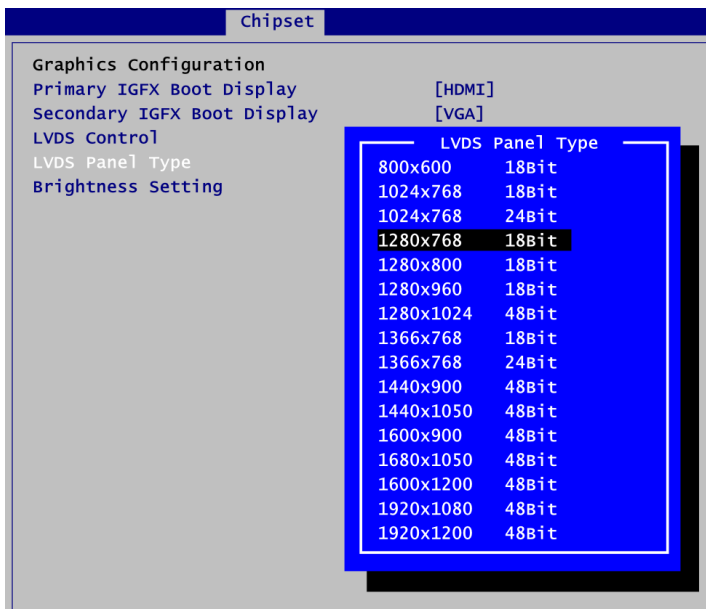 Chipset
Graphics Configuration
Primary IGFX Boot Display [HDMI]
Secondary IGFX Boot Display [VGA]
LVDS Control
LVDS Panel Type
Brightness Setting
LVDS Panel Type
800x600 18Bit
1024x768 18Bit
1024x768 24Bit
1280x768 18Bit
1280x800 18Bit
1280x960 18Bit
1280x1024 48Bit
1366x768 18Bit
1366x768 24Bit
1440x900 48Bit
1440x1050 48Bit
1600x900 48Bit
1680x1050 48Bit
1600x1200 48Bit
1920x1080 48Bit
1920x1200 48Bit